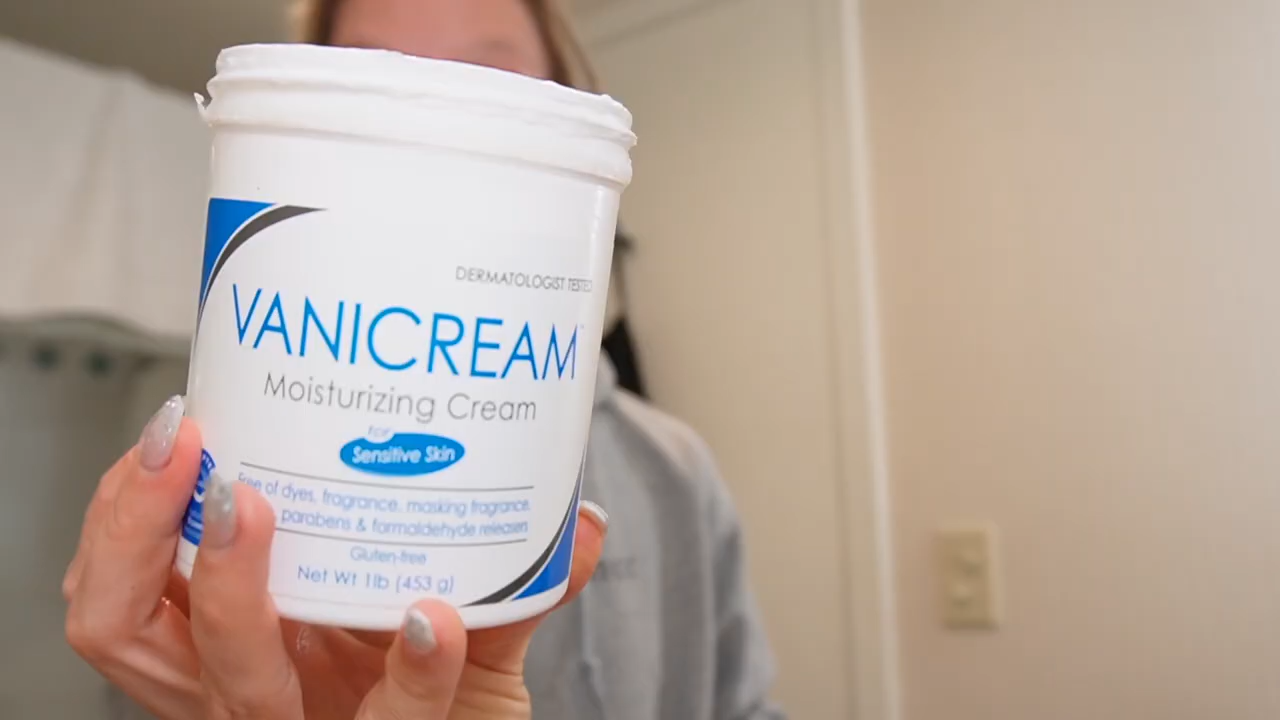 DERMATOLOGIST TESTED
VANICREAM™
Moisturizing Cream
for
Sensitive Skin
Free of dyes, fragrance, masking fragrance,
parabens & formaldehyde releasers
Gluten-free
Net Wt 1lb (453 g)